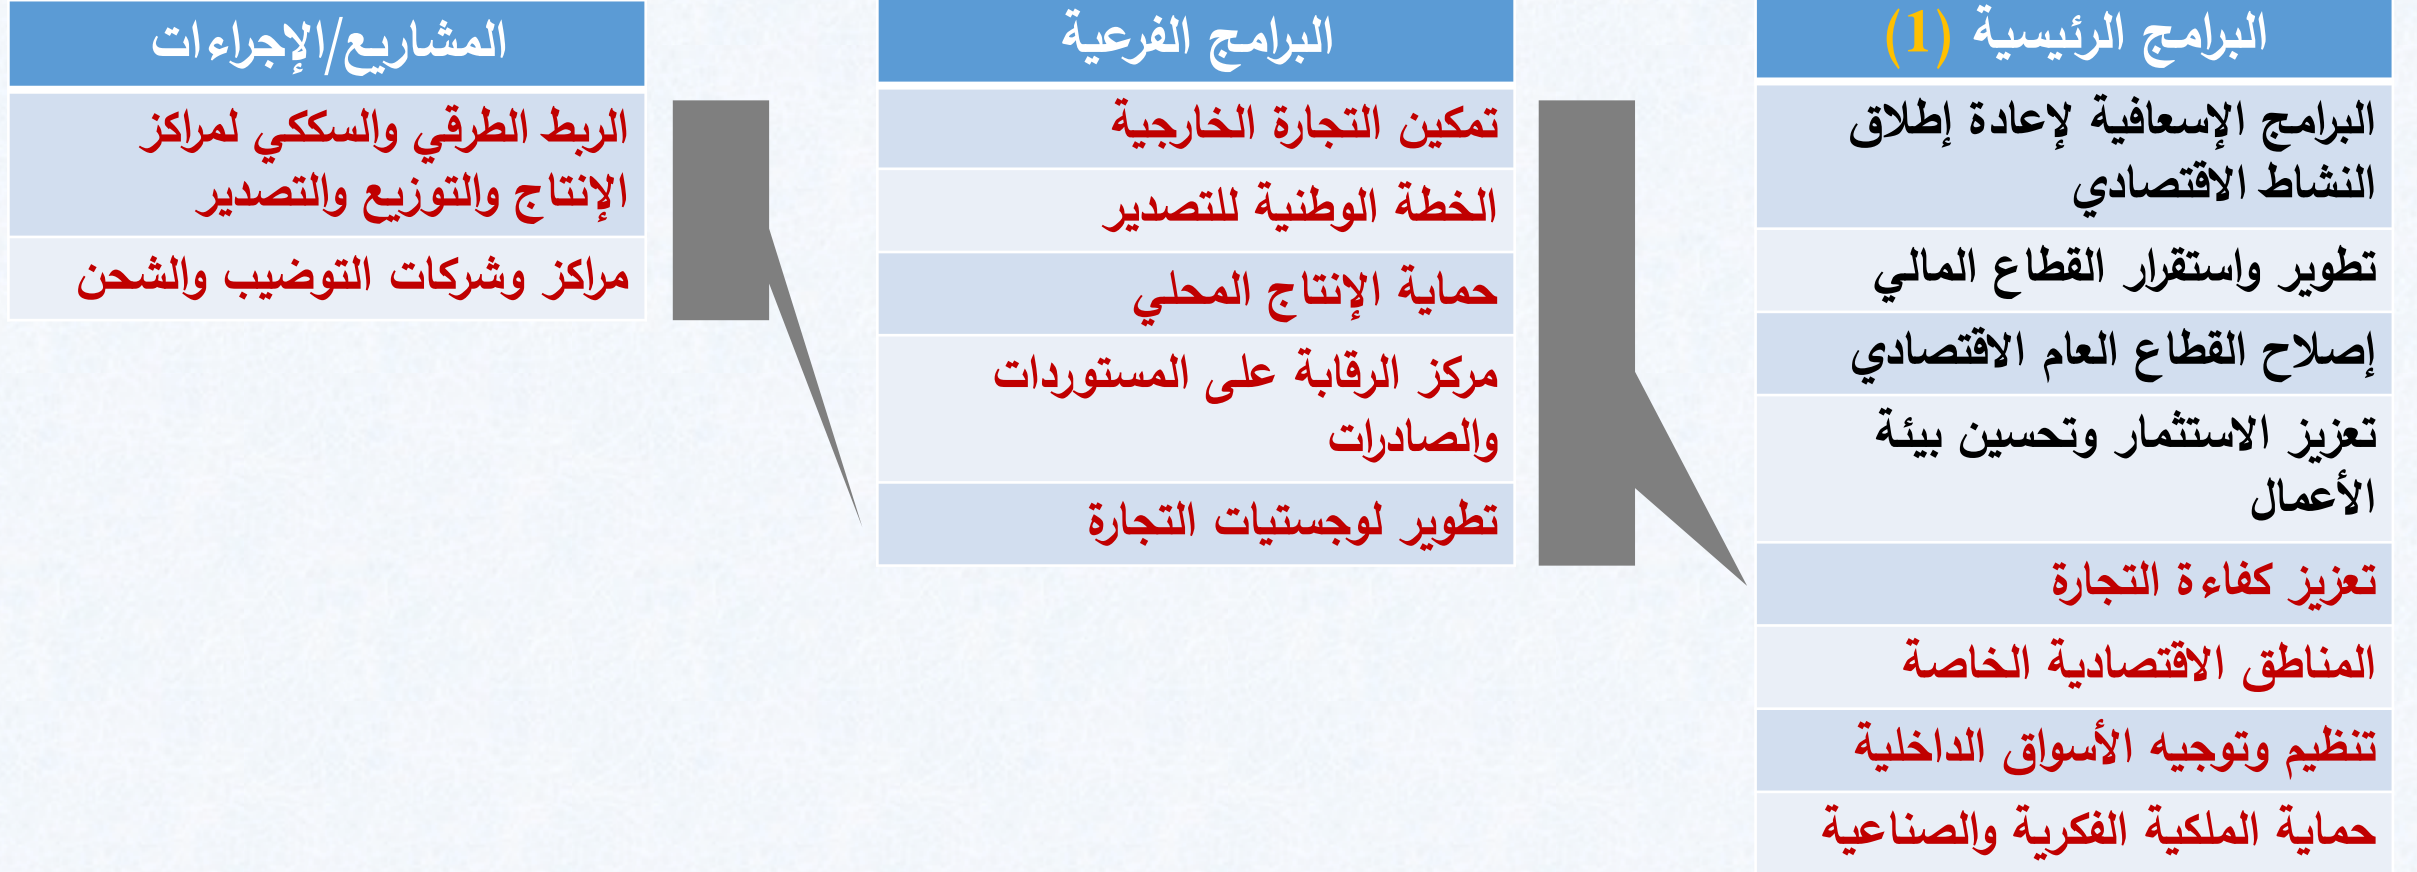 البرامج الرئيسية (1)
البرامج الإسعافية لإعادة إطلاق
النشاط الاقتصادي
تطوير واستقرار القطاع المالي
إصلاح القطاع العام الاقتصادي
تعزيز الاستثمار وتحسين بيئة
الأعمال
تعزيز كفاءة التجارة
المناطق الاقتصادية الخاصة
تنظيم وتوجيه الأسواق الداخلية
حماية الملكية الفكرية والصناعية
البرامج الفرعية
تمكين التجارة الخارجية
الخطة الوطنية للتصدير
حماية الإنتاج المحلي
مركز الرقابة على المستوردات
والصادرات
تطوير لوجستيات التجارة
المشاريع/الإجراءات
الربط الطرقي والسككي لمراكز
الإنتاج والتوزيع والتصدير
مراكز وشركات التوضيب والشحن